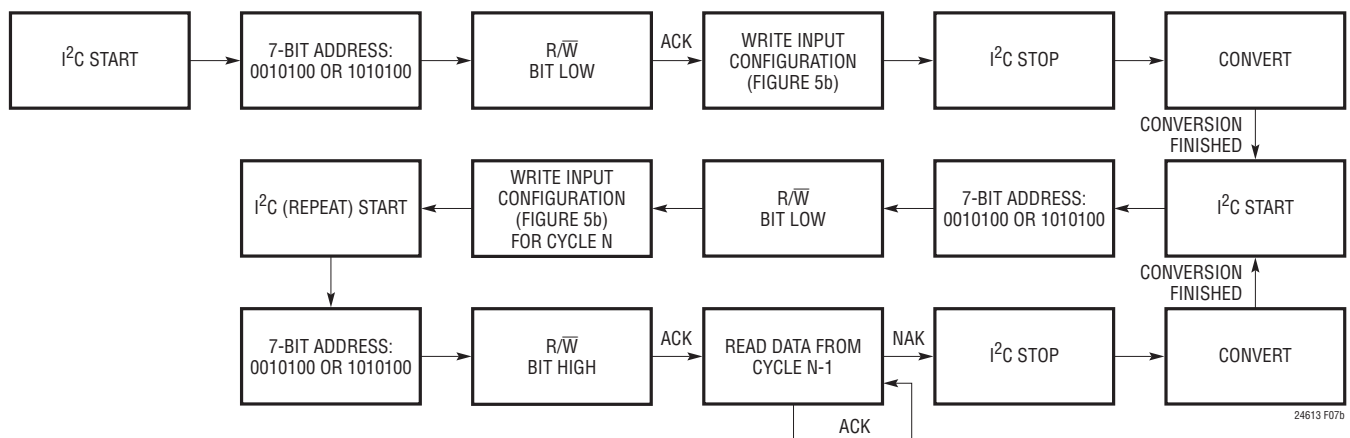 I²C START
7-BIT ADDRESS:
0010100 OR 1010100
R/W̅
BIT LOW
ACK
WRITE INPUT
CONFIGURATION
(FIGURE 5b)
I²C STOP
CONVERT
CONVERSION
FINISHED
I²C (REPEAT) START
WRITE INPUT
CONFIGURATION
(FIGURE 5b)
FOR CYCLE N
R/W̅
BIT LOW
7-BIT ADDRESS:
0010100 OR 1010100
I²C START
CONVERSION
FINISHED
7-BIT ADDRESS:
0010100 OR 1010100
R/W̅
BIT HIGH
ACK
READ DATA FROM
CYCLE N-1
NAK
I²C STOP
CONVERT
ACK
24613 F07b